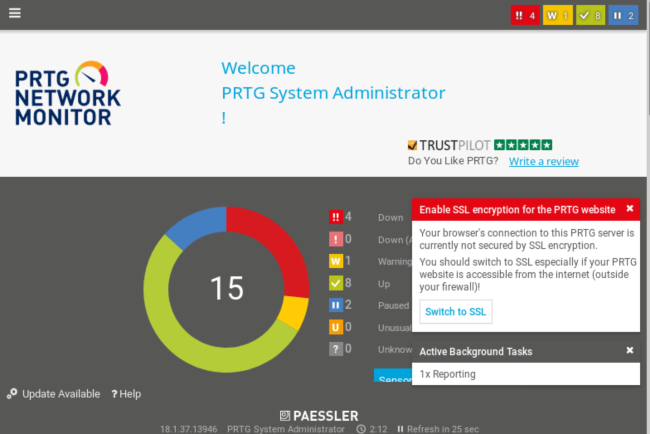 !! 4 W 1 8 2
PRTG
NETWORK
MONITOR
Welcome
PRTG System Administrator
!
TRUSTPILOT
Do You Like PRTG? Write a review
15
!! 4 Down
! 0 Down (A
W 1 Warning
8 Up
2 Paused
U 0 Unusual
? 0 Unknow
Sensor
Enable SSL encryption for the PRTG website
Your browser's connection to this PRTG server is
currently not secured by SSL encryption.
You should switch to SSL especially if your PRTG
website is accessible from the internet (outside
your firewall)!
Switch to SSL
Active Background Tasks
1x Reporting
Update Available ? Help
PAESSLER
18.1.37.13946 PRTG System Administrator 2:12 Refresh in 25 sec